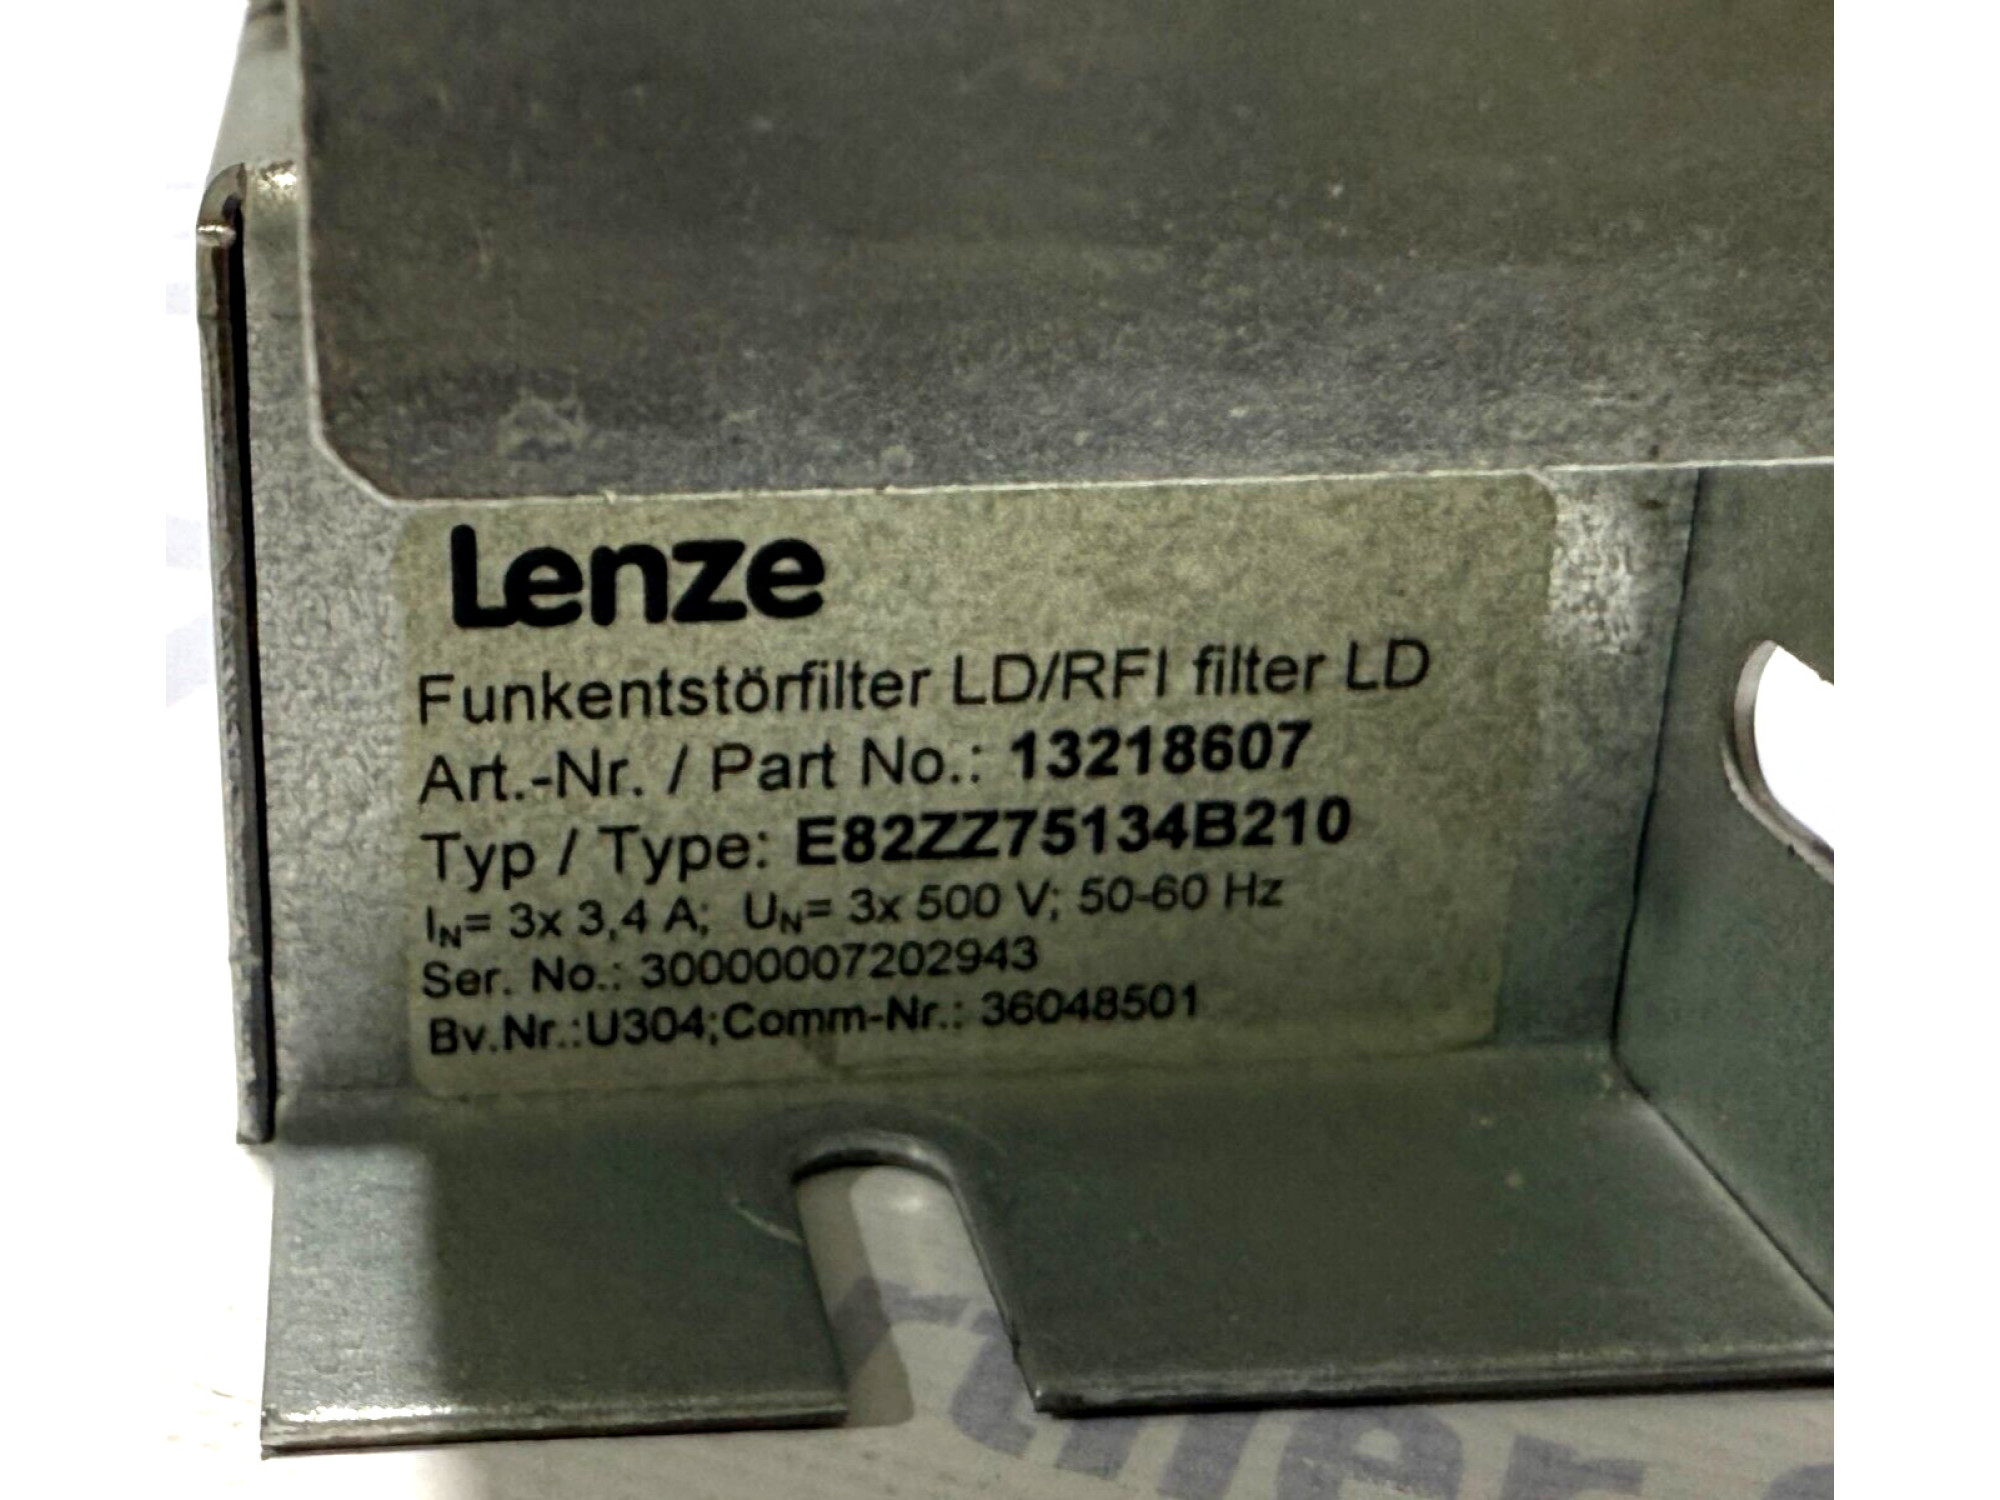 Lenze
Funkentstörfilter LD/RFI filter LD
Art.-Nr. / Part No.: 13218607
Typ / Type: E82ZZ75134B210
IN= 3x 3,4 A; UN= 3x 500 V; 50-60 Hz
Ser. No.: 30000007202943
Bv.Nr.:U304;Comm-Nr.: 36048501